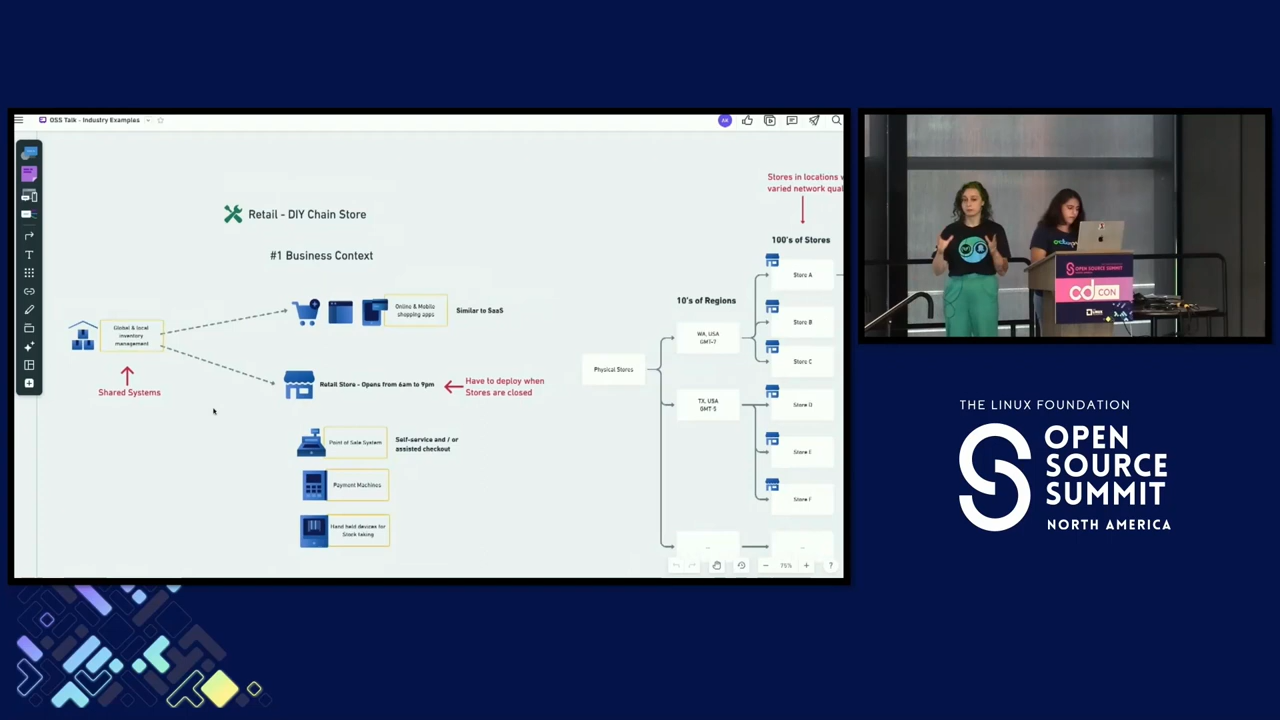 OSS Talk - Industry Examples
AK
Retail - DIY Chain Store
#1 Business Context
Global & local
inventory
management
Shared Systems
Online & Mobile
shopping apps
Similar to SaaS
Retail Store - Opens from 6am to 9pm
Have to deploy when
Stores are closed
Point of Sale System
Self-service and / or
assisted checkout
Payment Machines
Hand held devices for
Stock taking
Physical Stores
10's of Regions
WA, USA
GMT-7
TX, USA
GMT-5
...
Stores in locations
varied network
100's of Stores
Store A
Store B
Store C
Store D
Store E
Store F
...
75%
?
OPEN SOURCE SUMMIT
cd CON
THE LINUX FOUNDATION
OPEN
SOURCE
SUMMIT
NORTH AMERICA